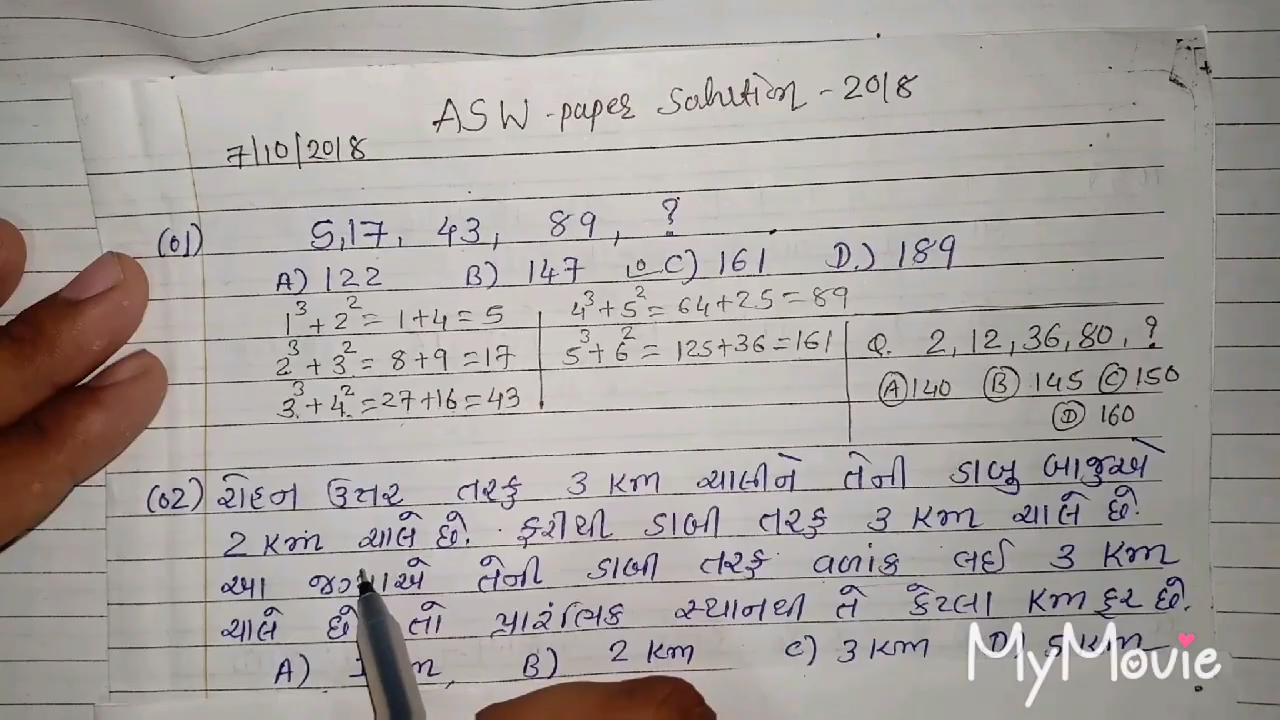 ASW - paper Solution - 2018
7/10/2018
(01) 5, 17, 43, 89, ?
A) 122 B) 147 C) 161 D.) 189
1³ + 2² = 1 + 4 = 5
2³ + 3² = 8 + 9 = 17
3³ + 4² = 27 + 16 = 43
4³ + 5² = 64 + 25 = 89
5³ + 6² = 125 + 36 = 161
Q. 2, 12, 36, 80, ?
Ⓐ 140 Ⓑ 145 Ⓒ 150
Ⓓ 160
(02) રોહન ઉત્તર તરફ 3 Km ચાલીને તેની ડાબુ બાજુએ
2 Km ચાલે છે. ફરીથી ડાબી તરફ 3 Km ચાલે છે.
આ તેની ડાબી તરફ વળાંક લઈ 3 Km
ચાલે છે તો પ્રારંભિક સ્થાનથી તે કેટલા Km દૂર છે.
A) B) 2 Km C) 3 Km D) 5 Km
MyMovie